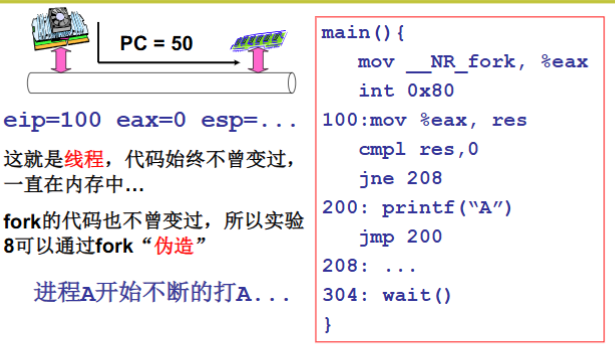 PC = 50
eip=100 eax=0 esp=...
这就是线程，代码始终不曾变过，
一直在内存中...
fork的代码也不曾变过，所以实验
8可以通过fork“伪造”
进程A开始不断的打A...
main(){
mov __NR_fork, %eax
int 0x80
100:mov %eax, res
cmpl res,0
jne 208
200: printf(“A”)
jmp 200
208: ...
304: wait()
}